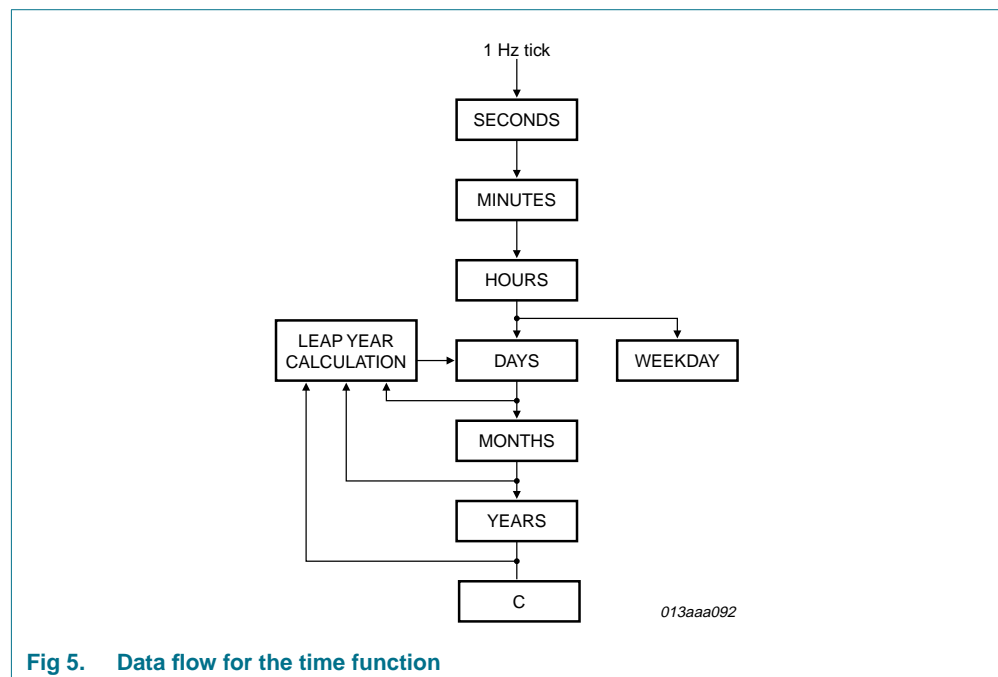 1 Hz tick
SECONDS
MINUTES
HOURS
LEAP YEAR
CALCULATION
DAYS
WEEKDAY
MONTHS
YEARS
C
013aaa092
Fig 5. Data flow for the time function